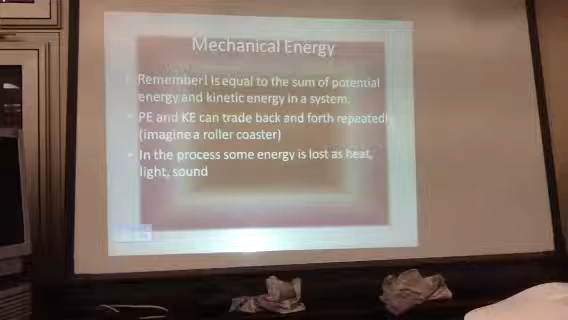 Mechanical Energy
• Remember! is equal to the sum of potential
energy and kinetic energy in a system.
• PE and KE can trade back and forth repeatedly
(imagine a roller coaster)
• In the process some energy is lost as heat,
light, sound